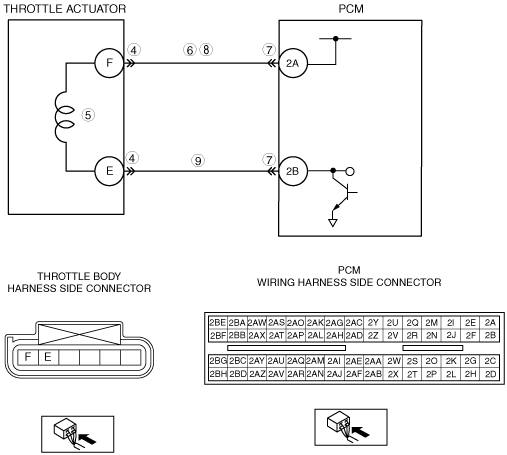 THROTTLE ACTUATOR PCM
F 4 6 8 7 2A
5
E 4 9 7 2B
THROTTLE BODY
HARNESS SIDE CONNECTOR
PCM
WIRING HARNESS SIDE CONNECTOR
F E
2BE 2BA 2AW 2AS 2AO 2AK 2AG 2AC 2Y 2U 2Q 2M 2I 2E 2A
2BF 2BB 2AX 2AT 2AP 2AL 2AH 2AD 2Z 2V 2R 2N 2J 2F 2B
2BG 2BC 2AY 2AU 2AQ 2AM 2AI 2AE 2AA 2W 2S 2O 2K 2G 2C
2BH 2BD 2AZ 2AV 2AR 2AN 2AJ 2AF 2AB 2X 2T 2P 2L 2H 2D